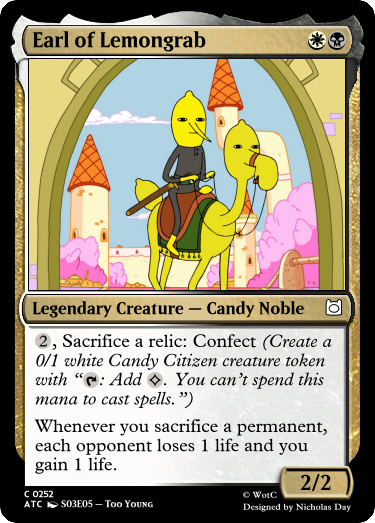 Earl of Lemongrab
Legendary Creature — Candy Noble
2, Sacrifice a relic: Confect (Create a
0/1 white Candy Citizen creature token
with “: Add . You can’t spend this
mana to cast spells.”)
Whenever you sacrifice a permanent,
each opponent loses 1 life and you
gain 1 life.
2/2
C 0252
ATC S03E05 – Too Young
© WotC
Designed by Nicholas Day